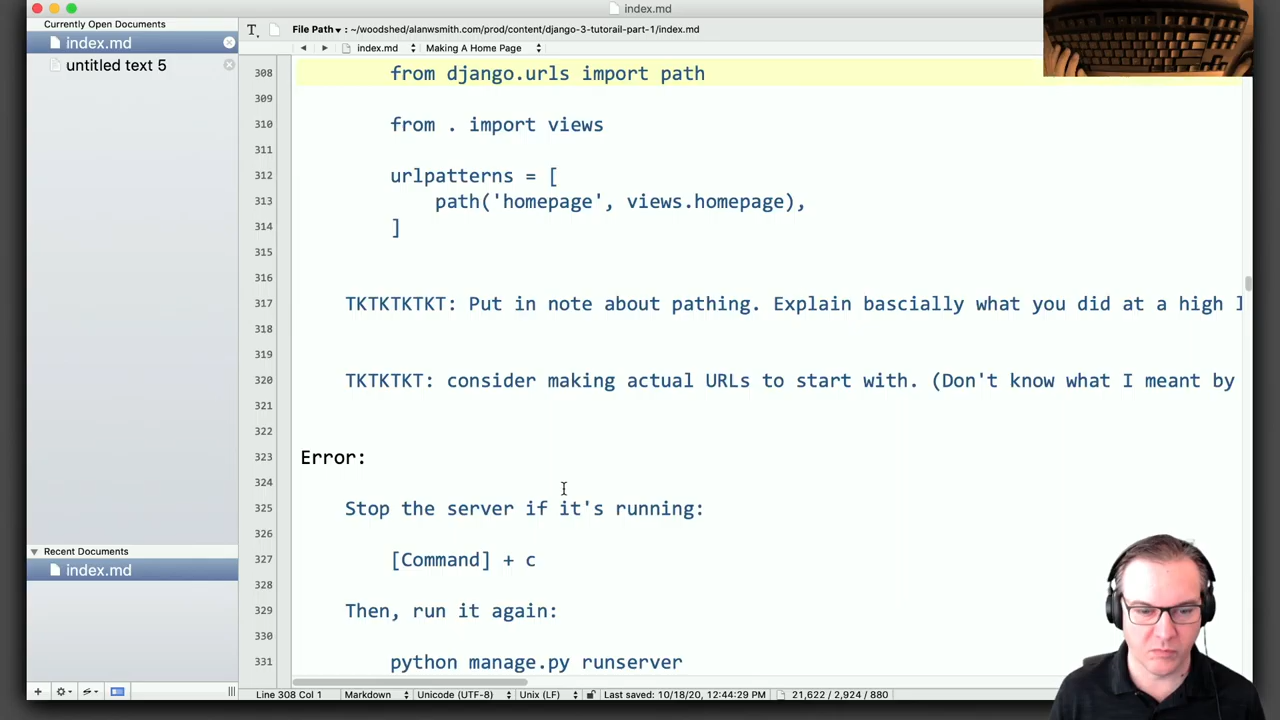 index.md
Currently Open Documents
index.md
untitled text 5
File Path ▾ : ~/woodshed/alanwsmith.com/prod/content/django-3-tutorail-part-1/index.md
index.md
Making A Home Page
308 from django.urls import path
309
310 from . import views
311
312 urlpatterns = [
313 path('homepage', views.homepage),
314 ]
315
316
317 TKTKTKTKT: Put in note about pathing. Explain bascially what you did at a high l
318
319
320 TKTKTKT: consider making actual URLs to start with. (Don't know what I meant by
321
322
323 Error:
324
325 Stop the server if it's running:
326
327 [Command] + c
328
329 Then, run it again:
330
331 python manage.py runserver
Recent Documents
index.md
Line 308 Col 1
Markdown
Unicode (UTF-8)
Unix (LF)
Last saved: 10/18/20, 12:44:29 PM
21,622 / 2,924 / 880